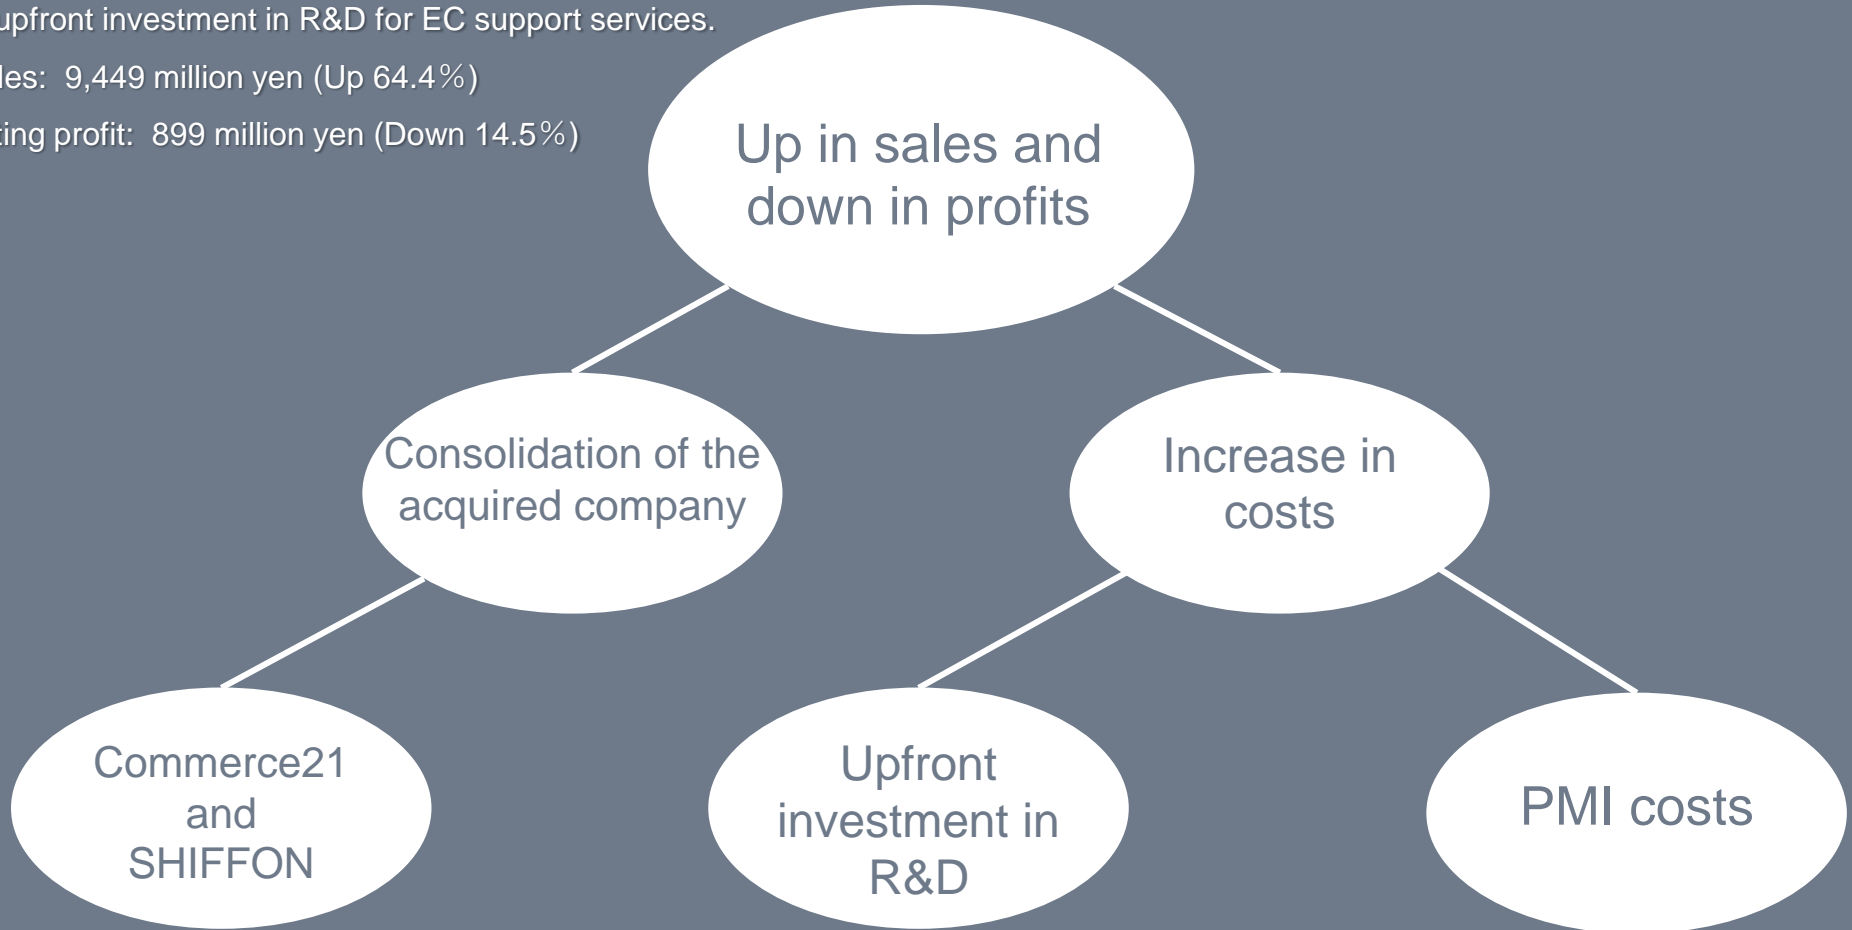 upfront investment in R&D for EC support services.
les: 9,449 million yen (Up 64.4％)
ting profit: 899 million yen (Down 14.5％)
Up in sales and
down in profits
Consolidation of the
acquired company
Increase in
costs
Commerce21
and
SHIFFON
Upfront
investment in
R&D
PMI costs